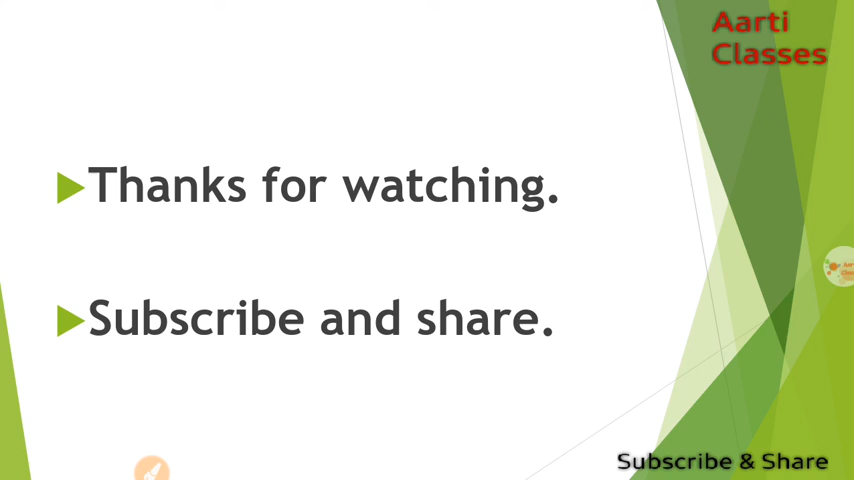 Aarti
Classes
Thanks for watching.
Subscribe and share.
Subscribe & Share